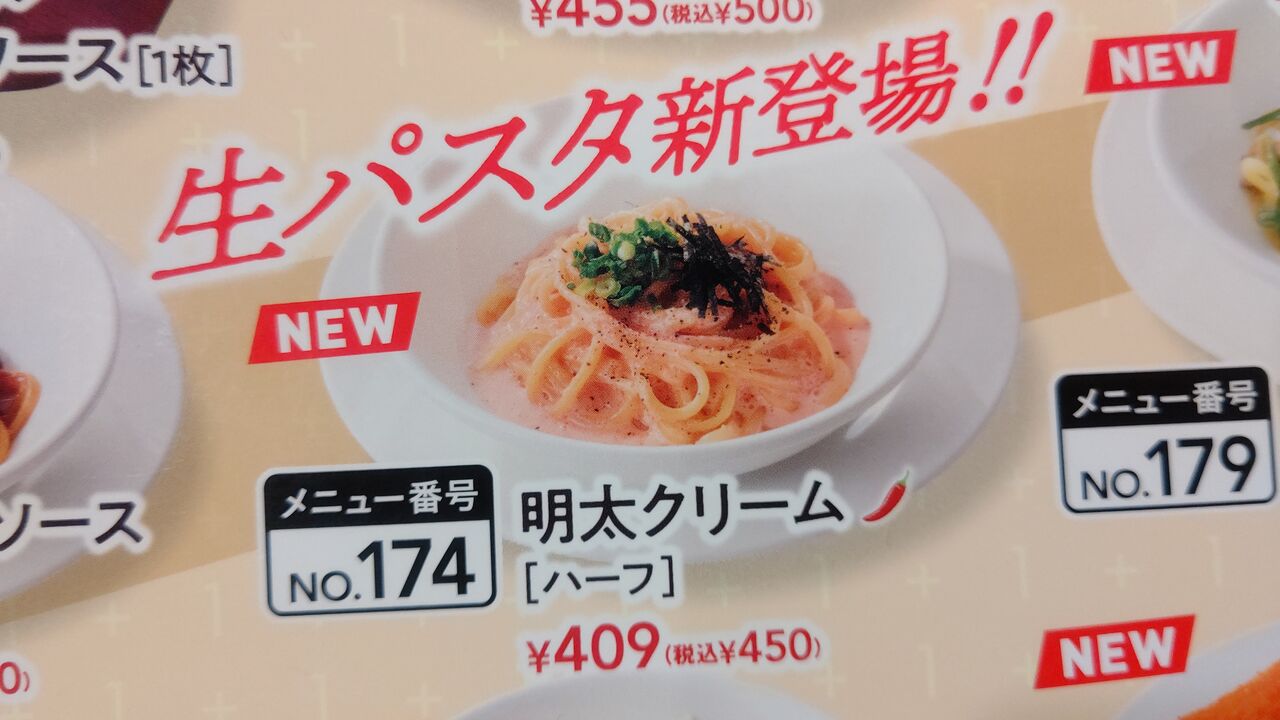 ¥455(税込¥500)
ソース[1枚]
生パスタ新登場!!
NEW
NEW
メニュー番号
NO.179
メニュー番号
NO.174
明太クリーム
[ハーフ]
ソース
¥409(税込¥450)
NEW
0)